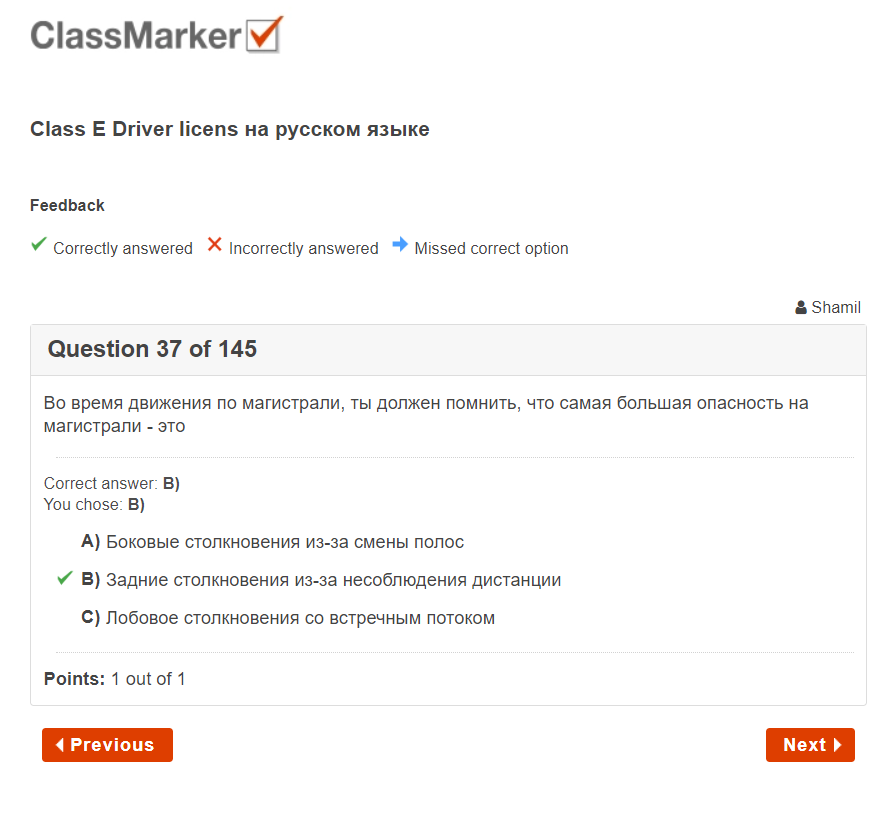 ClassMarker
Class E Driver licens на русском языке
Feedback
Correctly answered Incorrectly answered Missed correct option
Shamil
Question 37 of 145
Во время движения по магистрали, ты должен помнить, что самая большая опасность на
магистрали - это
Correct answer: B)
You chose: B)
A) Боковые столкновения из-за смены полос
B) Задние столкновения из-за несоблюдения дистанции
C) Лобовое столкновения со встречным потоком
Points: 1 out of 1
Previous
Next